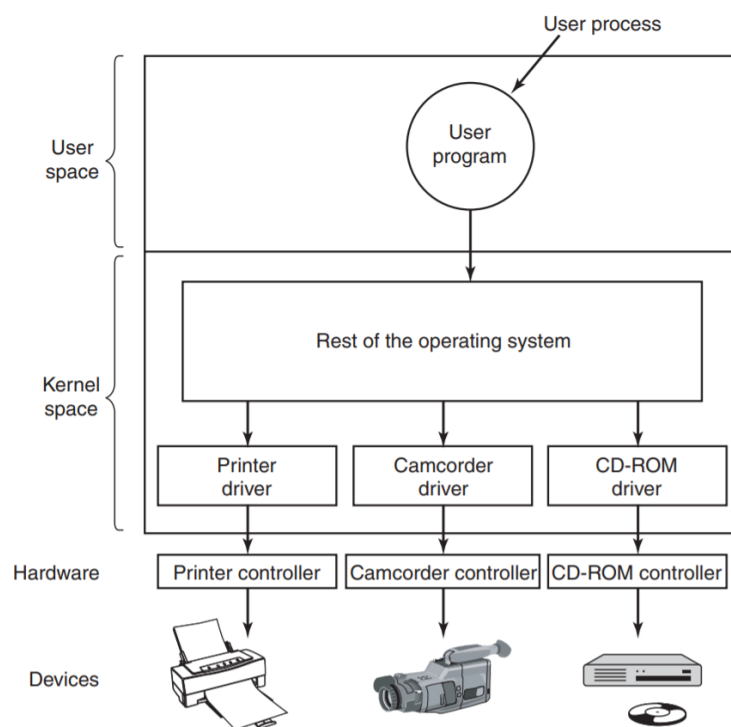 User process
User
program
User
space
Rest of the operating system
Kernel
space
Printer
driver
Camcorder
driver
CD-ROM
driver
Hardware
Printer controller
Camcorder controller
CD-ROM controller
Devices